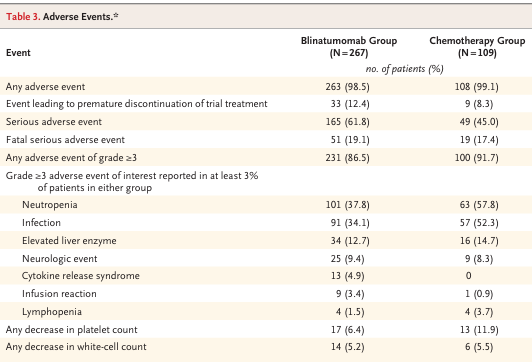 Table 3. Adverse Events.*
Event Blinatumomab Group (N=267) Chemotherapy Group (N=109)
no. of patients (%)
Any adverse event 263 (98.5) 108 (99.1)
Event leading to premature discontinuation of trial treatment 33 (12.4) 9 (8.3)
Serious adverse event 165 (61.8) 49 (45.0)
Fatal serious adverse event 51 (19.1) 19 (17.4)
Any adverse event of grade ≥3 231 (86.5) 100 (91.7)
Grade ≥3 adverse event of interest reported in at least 3%
of patients in either group
Neutropenia 101 (37.8) 63 (57.8)
Infection 91 (34.1) 57 (52.3)
Elevated liver enzyme 34 (12.7) 16 (14.7)
Neurologic event 25 (9.4) 9 (8.3)
Cytokine release syndrome 13 (4.9) 0
Infusion reaction 9 (3.4) 1 (0.9)
Lymphopenia 4 (1.5) 4 (3.7)
Any decrease in platelet count 17 (6.4) 13 (11.9)
Any decrease in white-cell count 14 (5.2) 6 (5.5)